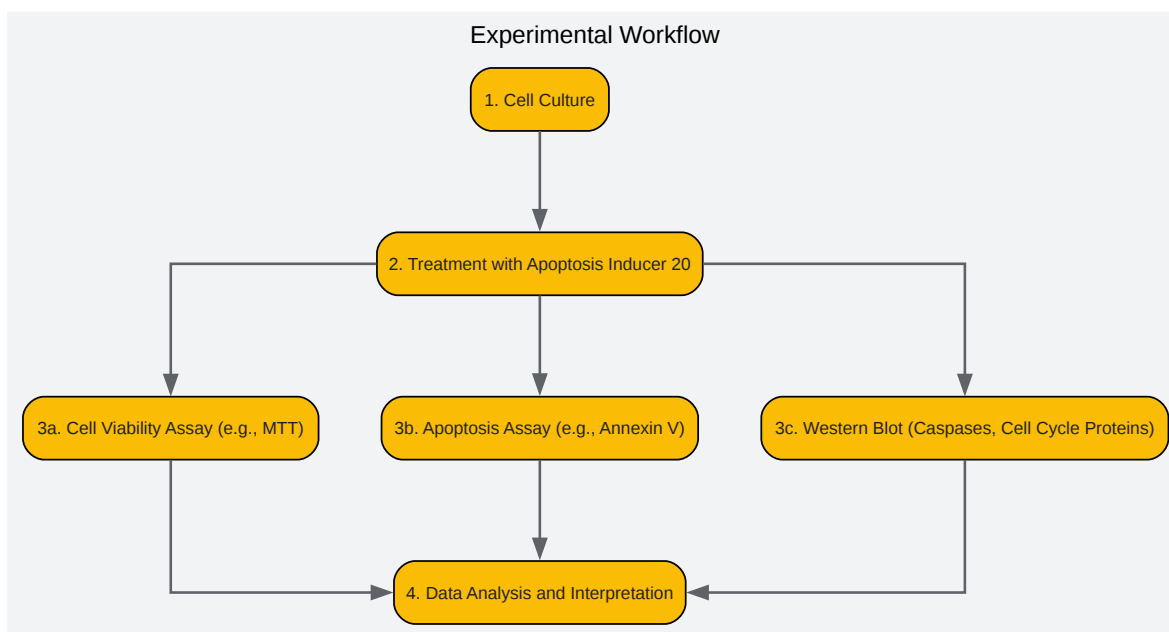 Experimental Workflow
1. Cell Culture
2. Treatment with Apoptosis Inducer 20
3a. Cell Viability Assay (e.g., MTT)
3b. Apoptosis Assay (e.g., Annexin V)
3c. Western Blot (Caspases, Cell Cycle Proteins)
4. Data Analysis and Interpretation